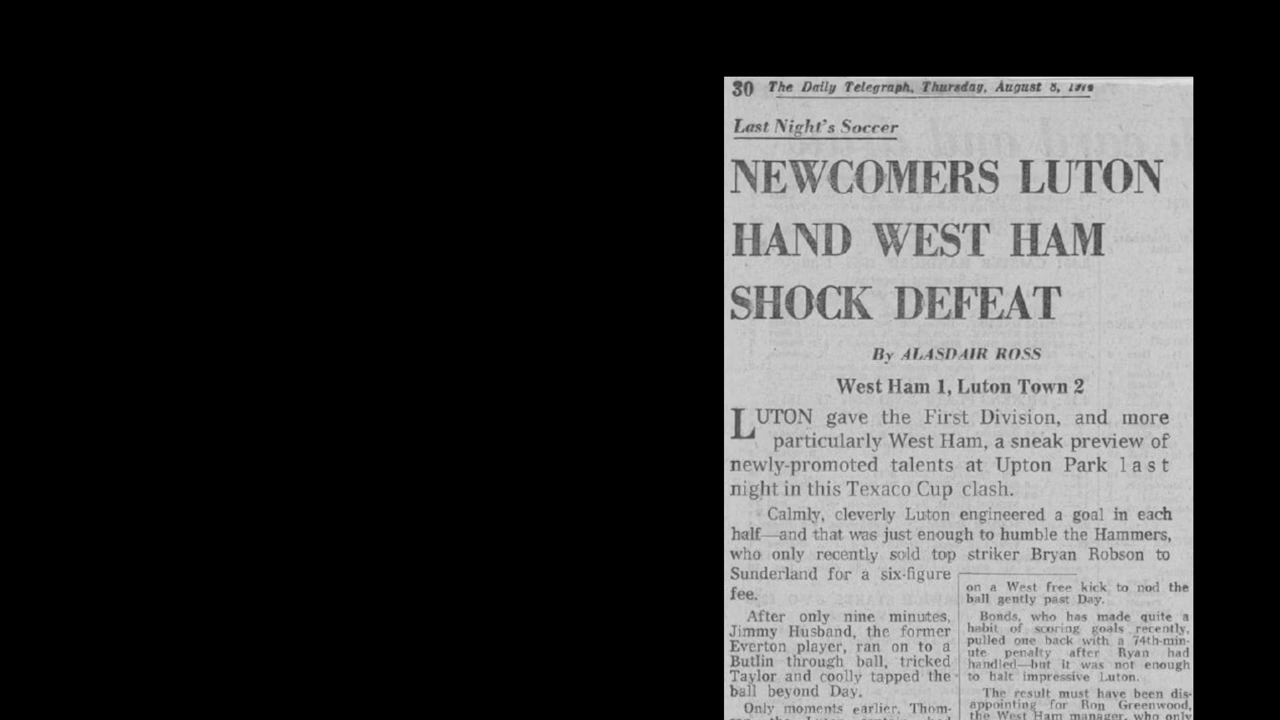 30 The Daily Telegraph, Thursday, August 8,
Last Night's Soccer
NEWCOMERS LUTON
HAND WEST HAM
SHOCK DEFEAT
By ALASDAIR ROSS
West Ham 1, Luton Town 2
LUTON gave the First Division, and more
particularly West Ham, a sneak preview of
newly-promoted talents at Upton Park last
night in this Texaco Cup clash.
Calmly, cleverly Luton engineered a goal in each
half—and that was just enough to humble the Hammers,
who only recently sold top striker Bryan Robson to
Sunderland for a six-figure
fee.
After only nine minutes,
Jimmy Husband, the former
Everton player, ran on to a
Butlin through ball, tricked
Taylor and coolly tapped the
ball beyond Day.
Only moments earlier, Thom-
on a West free kick to nod the
ball gently past Day.
Bonds, who has made quite a
habit of scoring goals recently,
pulled one back with a 74th-min-
ute penalty after Ryan had
handled—but it was not enough
to halt impressive Luton.
The result must have been dis-
appointing for Ron Greenwood,
the West Ham manager, who only